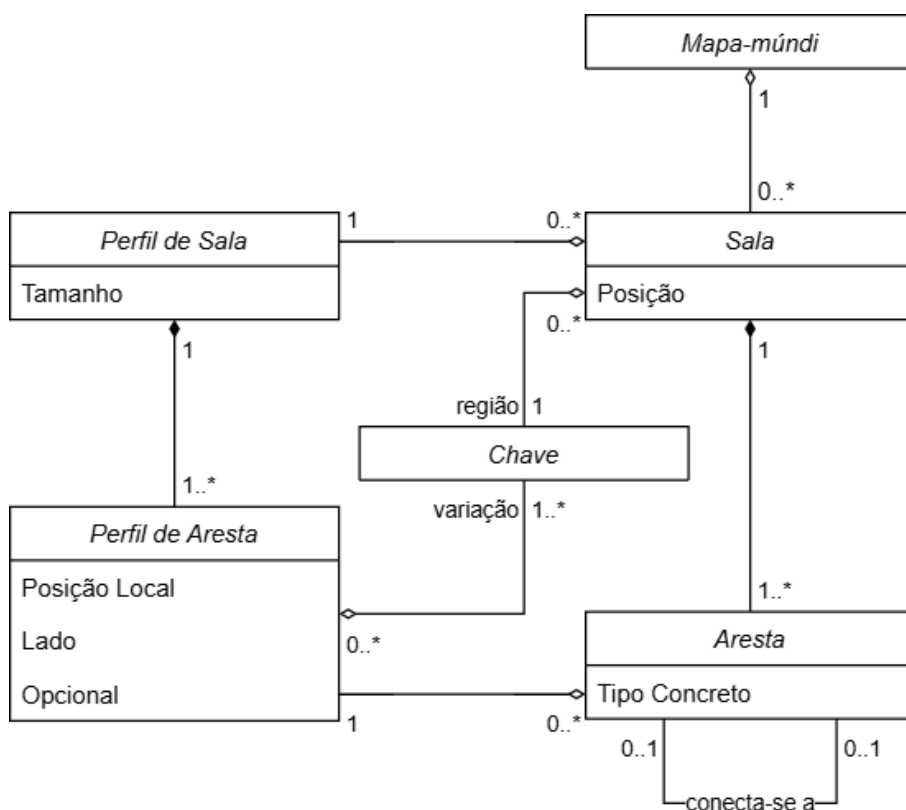 Mapa-múndi
1
0..*
Perfil de Sala
Tamanho
1
0..*
Sala
Posição
1
0..*
1
região
1
Chave
variação
1..*
1..*
Perfil de Aresta
Posição Local
Lado
Opcional
0..*
1
0..*
1..*
Aresta
Tipo Concreto
0..1
0..1
conecta-se a